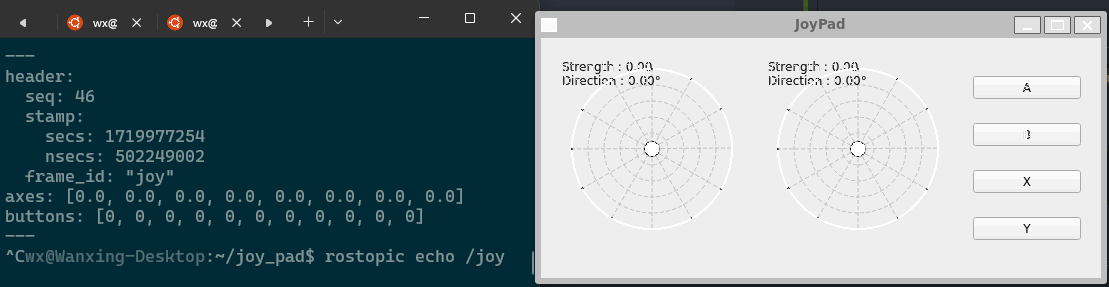 wx@
wx@
---
header:
  seq: 46
  stamp:
    secs: 1719977254
    nsecs: 502249002
  frame_id: "joy"
axes: [0.0, 0.0, 0.0, 0.0, 0.0, 0.0, 0.0, 0.0]
buttons: [0, 0, 0, 0, 0, 0, 0, 0, 0, 0, 0]
---
^Cwx@Wanxing-Desktop:~/joy_pad$ rostopic echo /joy
JoyPad
Strength : 0.00
Direction : 0.00°
Strength : 0.00
Direction : 0.00°
A
B
X
Y